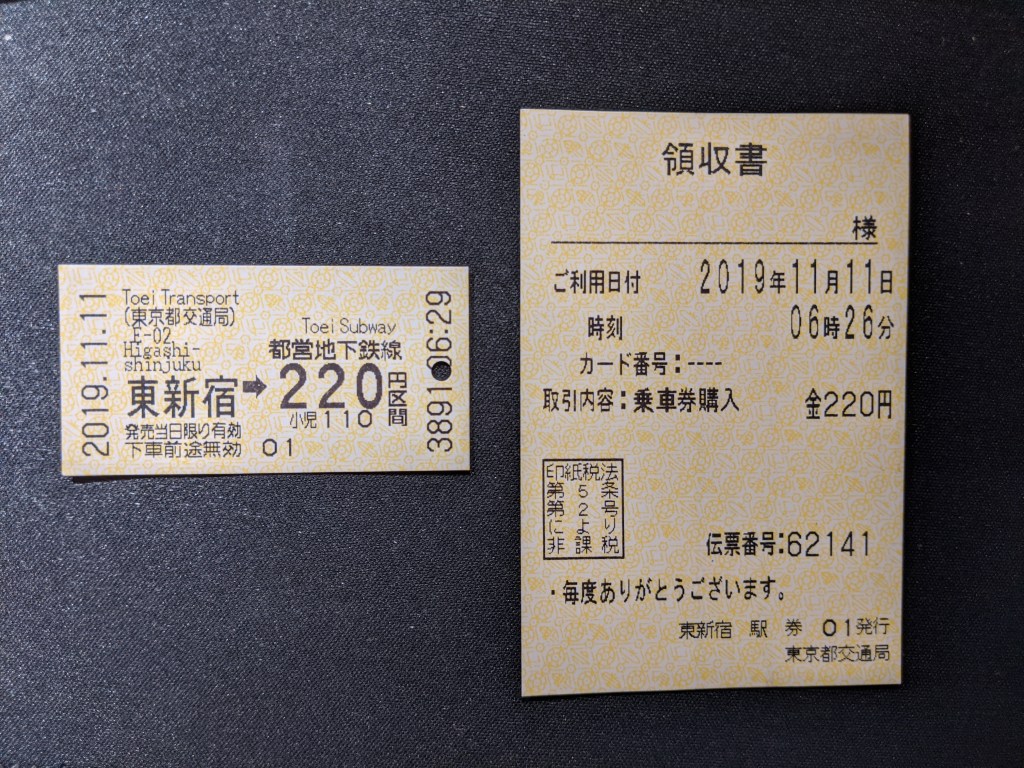 2019.11.11
Toei Transport
(東京都交通局)
E-02
Higashi-
shinjuku
東新宿➡
Toei Subway
都営地下鉄線
220円区間
小児110
発売当日限り有効
下車前途無効 01
3891 06:29
領収書
様
ご利用日付 2019年11月11日
時刻 06時26分
カード番号:----
取引内容:乗車券購入 金220円
印紙税法
第5条
第2号
により
非課税
伝票番号:62141
・毎度ありがとうございます。
東新宿 駅 券 01発行
東京都交通局